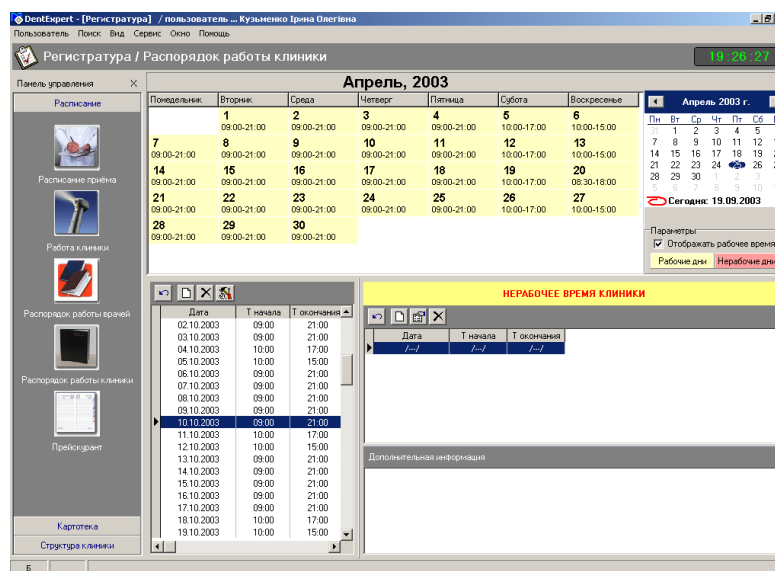 DentExpert - [Регистратура] / пользователь ... Кузьменко Ірина Олегівна
Пользователь Поиск Вид Сервис Окно Помощь
Регистратура / Распорядок работы клиники
19:26:27
Панель управления X
Расписание
Расписание приёма
Работа клиники
Распорядок работы врачей
Распорядок работы клиники
Прейскурант
Картотека
Структура клиники
Апрель, 2003
Понедельник Вторник Среда Четверг Пятница Субота Воскресенье
1 2 3 4 5 6
09:00-21:00 09:00-21:00 09:00-21:00 09:00-21:00 10:00-17:00 10:00-15:00
7 8 9 10 11 12 13
09:00-21:00 09:00-21:00 09:00-21:00 09:00-21:00 09:00-21:00 10:00-17:00 10:00-15:00
14 15 16 17 18 19 20
09:00-21:00 09:00-21:00 09:00-21:00 09:00-21:00 09:00-21:00 10:00-17:00 08:30-18:00
21 22 23 24 25 26 27
09:00-21:00 09:00-21:00 09:00-21:00 09:00-21:00 09:00-21:00 10:00-17:00 10:00-15:00
28 29 30
09:00-21:00 09:00-21:00 09:00-21:00
Апрель 2003 г.
Пн Вт Ср Чт Пт Сб
31 1 2 3 4 5
7 8 9 10 11 12
14 15 16 17 18 19
21 22 23 24 25 26
28 29 30 1 2 3
5 6 7 8 9 10
Сегодня: 19.09.2003
Параметры
Отображать рабочее время
Рабочие дни Нерабочие дни
Дата Т начала Т окончания
02.10.2003 09:00 21:00
03.10.2003 09:00 21:00
04.10.2003 10:00 17:00
05.10.2003 10:00 15:00
06.10.2003 09:00 21:00
07.10.2003 09:00 21:00
08.10.2003 09:00 21:00
09.10.2003 09:00 21:00
10.10.2003 09:00 21:00
11.10.2003 10:00 17:00
12.10.2003 10:00 15:00
13.10.2003 09:00 21:00
14.10.2003 09:00 21:00
15.10.2003 09:00 21:00
16.10.2003 09:00 21:00
17.10.2003 09:00 21:00
18.10.2003 10:00 17:00
19.10.2003 10:00 15:00
НЕРАБОЧЕЕ ВРЕМЯ КЛИНИКИ
Дата Т начала Т окончания
/---/ /---/ /---/
Дополнительная информация
Б